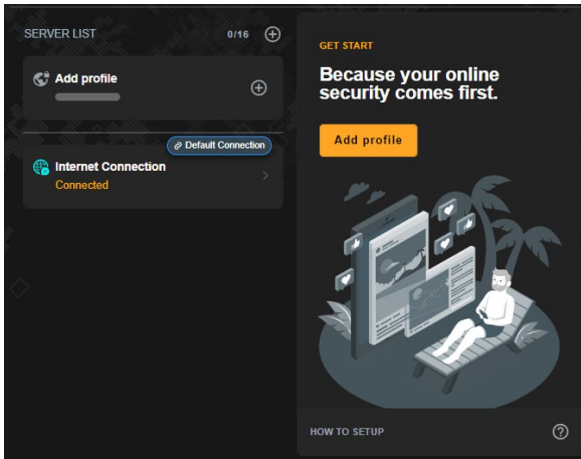 SERVER LIST
0/16
Add profile
Default Connection
Internet Connection
Connected
GET START
Because your online
security comes first.
Add profile
HOW TO SETUP
?